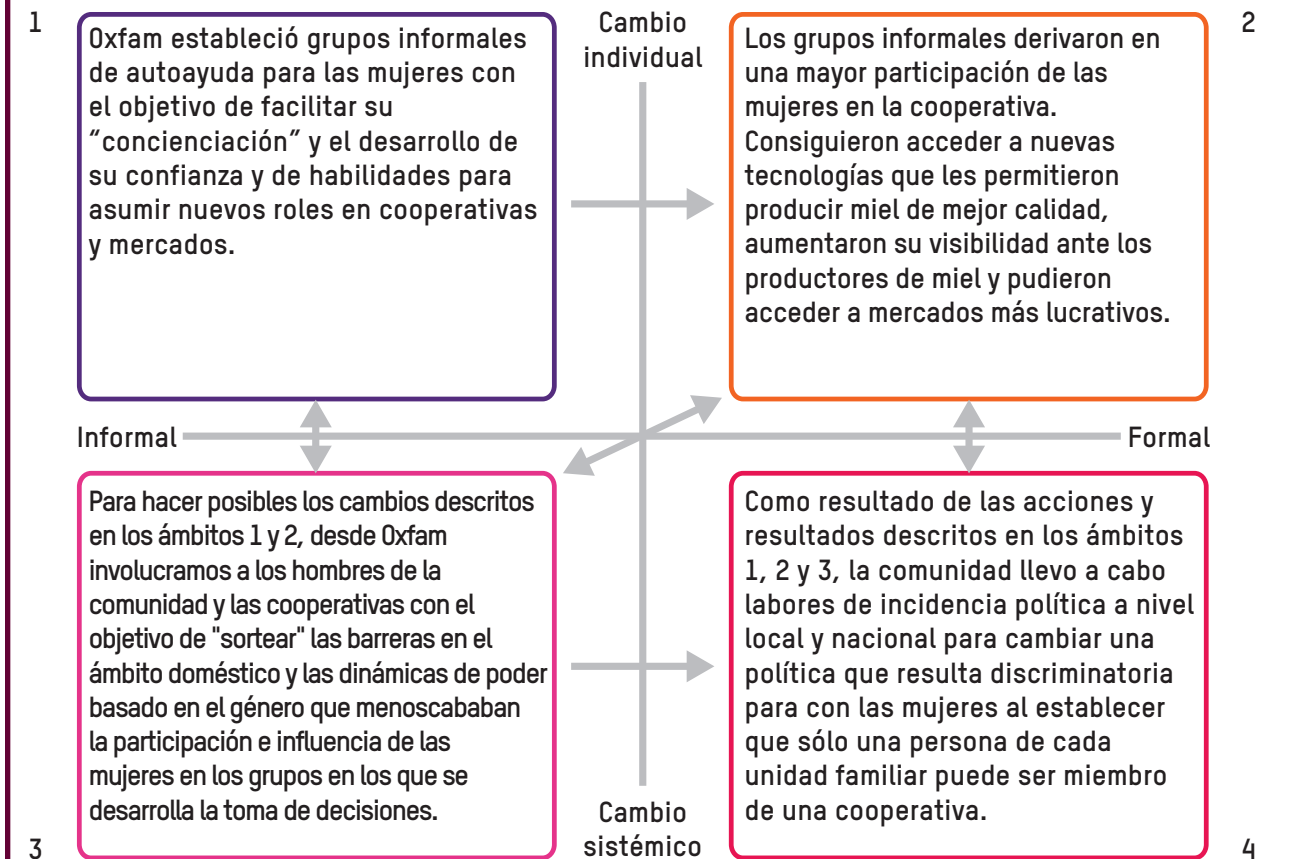 1
Oxfam estableció grupos informales
de autoayuda para las mujeres con
el objetivo de facilitar su
“concienciación” y el desarrollo de
su confianza y de habilidades para
asumir nuevos roles en cooperativas
y mercados.
Cambio
individual
2
Los grupos informales derivaron en
una mayor participación de las
mujeres en la cooperativa.
Consiguieron acceder a nuevas
tecnologías que les permitieron
producir miel de mejor calidad,
aumentaron su visibilidad ante los
productores de miel y pudieron
acceder a mercados más lucrativos.
Informal
Formal
3
Para hacer posibles los cambios descritos
en los ámbitos 1 y 2, desde Oxfam
involucramos a los hombres de la
comunidad y las cooperativas con el
objetivo de "sortear" las barreras en el
ámbito doméstico y las dinámicas de poder
basado en el género que menoscababan
la participación e influencia de las
mujeres en los grupos en los que se
desarrolla la toma de decisiones.
Cambio
sistémico
4
Como resultado de las acciones y
resultados descritos en los ámbitos
1, 2 y 3, la comunidad llevo a cabo
labores de incidencia política a nivel
local y nacional para cambiar una
política que resulta discriminatoria
para con las mujeres al establecer
que sólo una persona de cada
unidad familiar puede ser miembro
de una cooperativa.